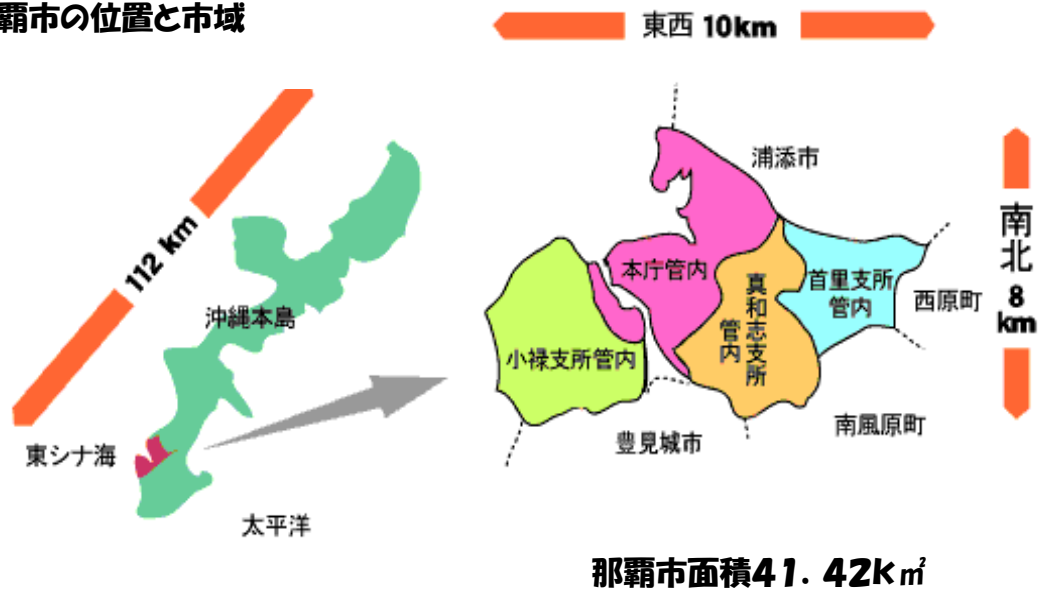 覇市の位置と市域
東西 10km
112 km
沖縄本島
東シナ海
太平洋
浦添市
南北 8 km
本庁管内
真和志支所管内
首里支所
管内
西原町
小禄支所管内
南風原町
豊見城市
那覇市面積41. 42k㎡